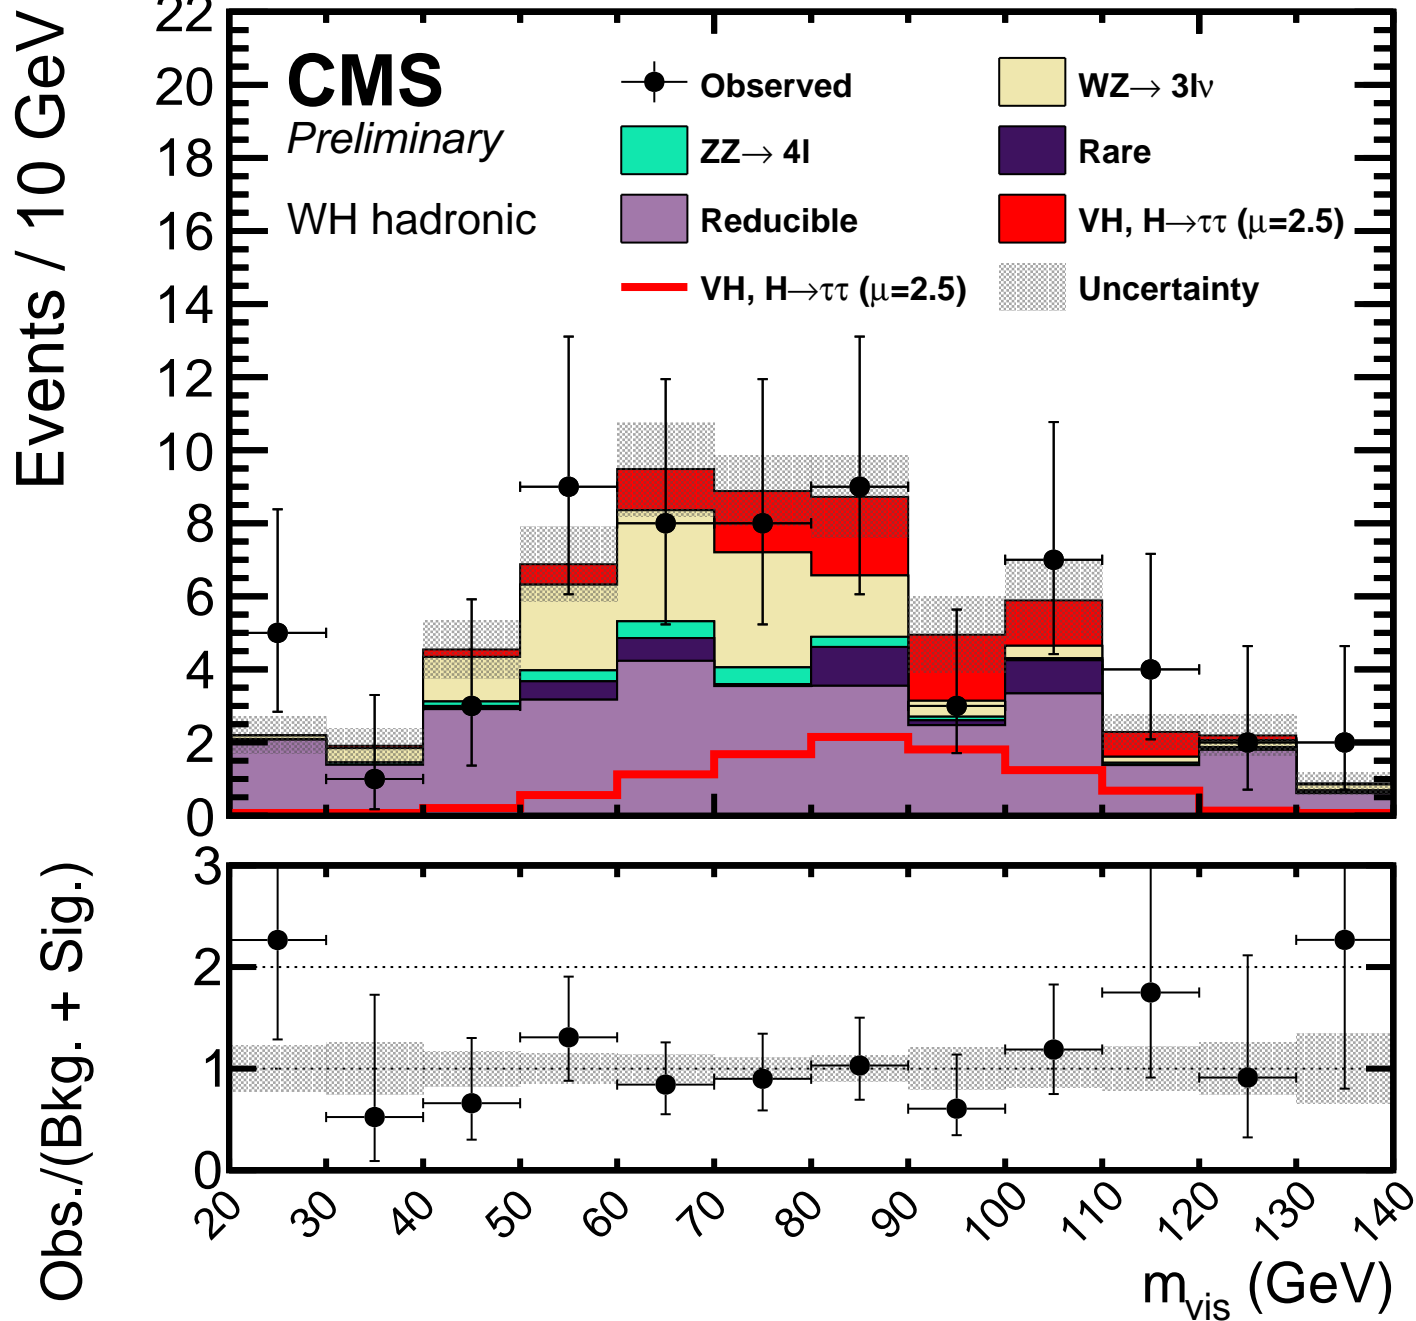 Events / 10 GeV
22
20
18
16
14
12
10
8
6
4
2
0
CMS
Preliminary
WH hadronic
Observed
WZ→ 3lν
ZZ→ 4l
Rare
Reducible
VH, H→ττ (μ=2.5)
VH, H→ττ (μ=2.5)
Uncertainty
Obs./(Bkg. + Sig.)
3
2
1
0
20 30 40 50 60 70 80 90 100 110 120 130 140
m_vis (GeV)